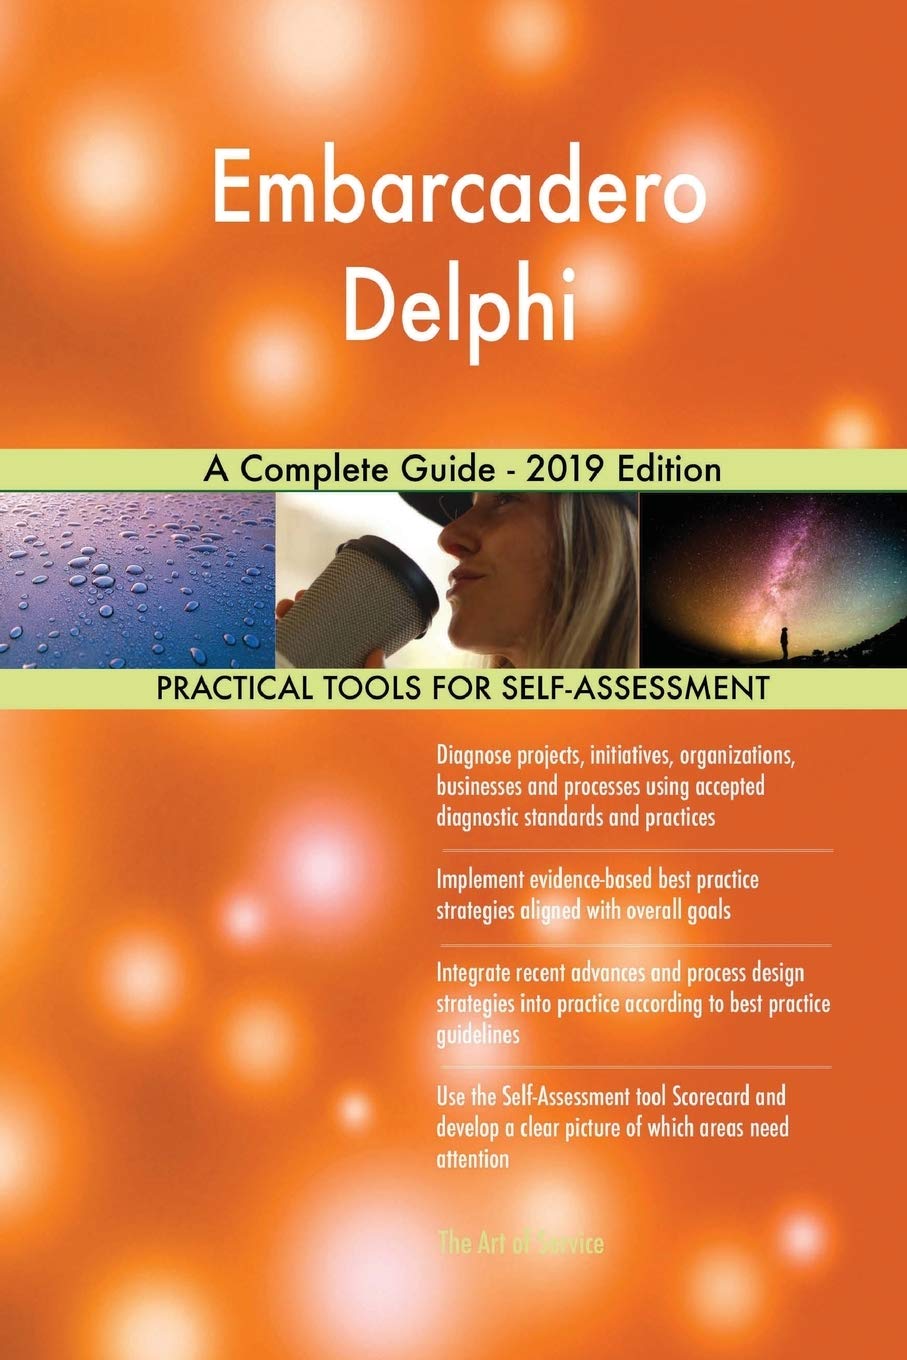 Embarcadero
Delphi
A Complete Guide - 2019 Edition
PRACTICAL TOOLS FOR SELF-ASSESSMENT
Diagnose projects, initiatives, organizations,
businesses and processes using accepted
diagnostic standards and practices
Implement evidence-based best practice
strategies aligned with overall goals
Integrate recent advances and process design
strategies into practice according to best practice
guidelines
Use the Self-Assessment tool Scorecard and
develop a clear picture of which areas need
attention
The Art of Service